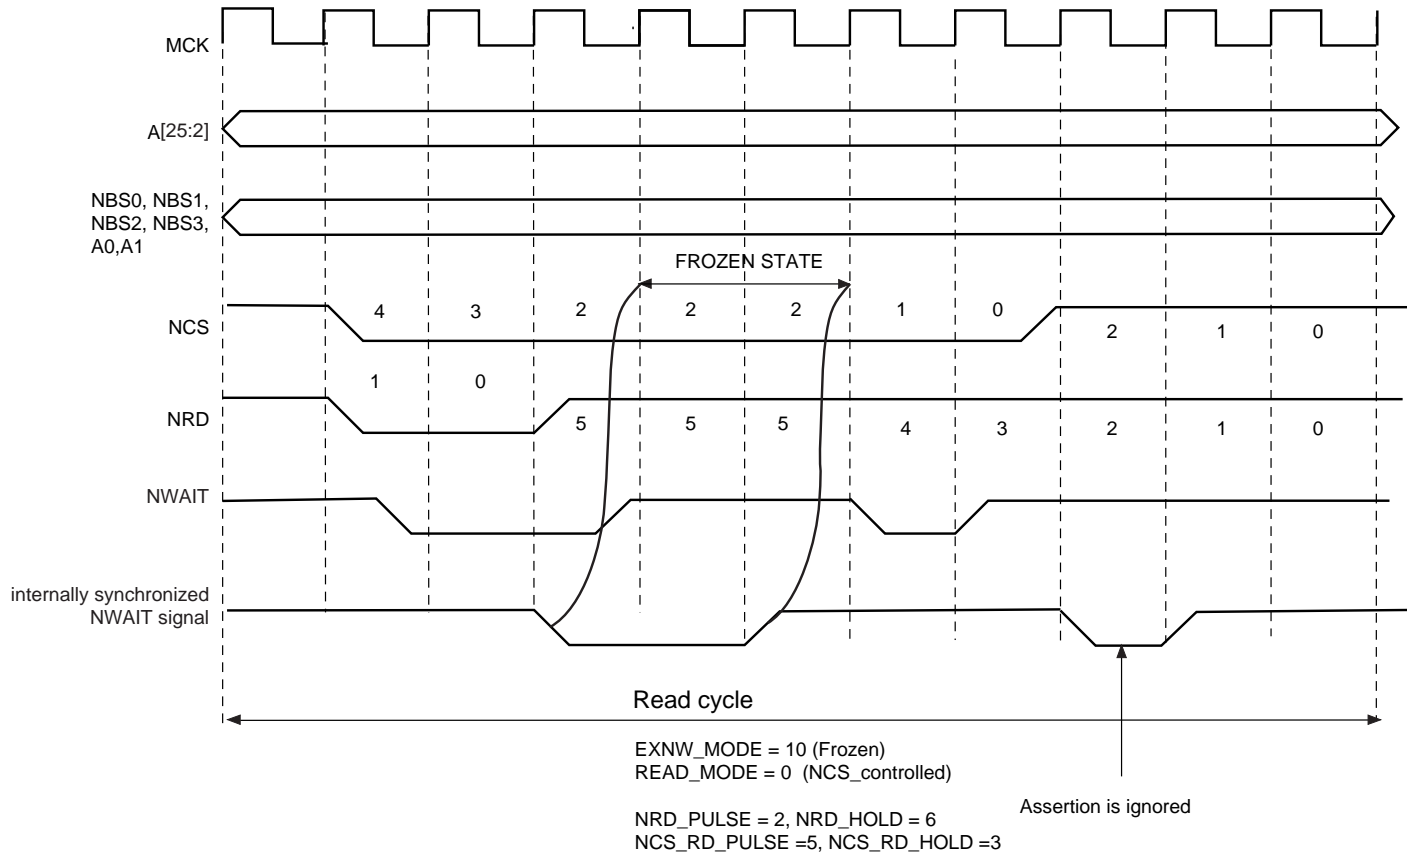 MCK
A[25:2]
NBS0, NBS1,
NBS2, NBS3,
A0,A1
FROZEN STATE
4 3 2 2 2 1 0
NCS
2 1 0
1 0
NRD
5 5 5 4 3 2 1 0
NWAIT
internally synchronized
NWAIT signal
Read cycle
EXNW_MODE = 10 (Frozen)
READ_MODE = 0 (NCS_controlled)
Assertion is ignored
NRD_PULSE = 2, NRD_HOLD = 6
NCS_RD_PULSE =5, NCS_RD_HOLD =3